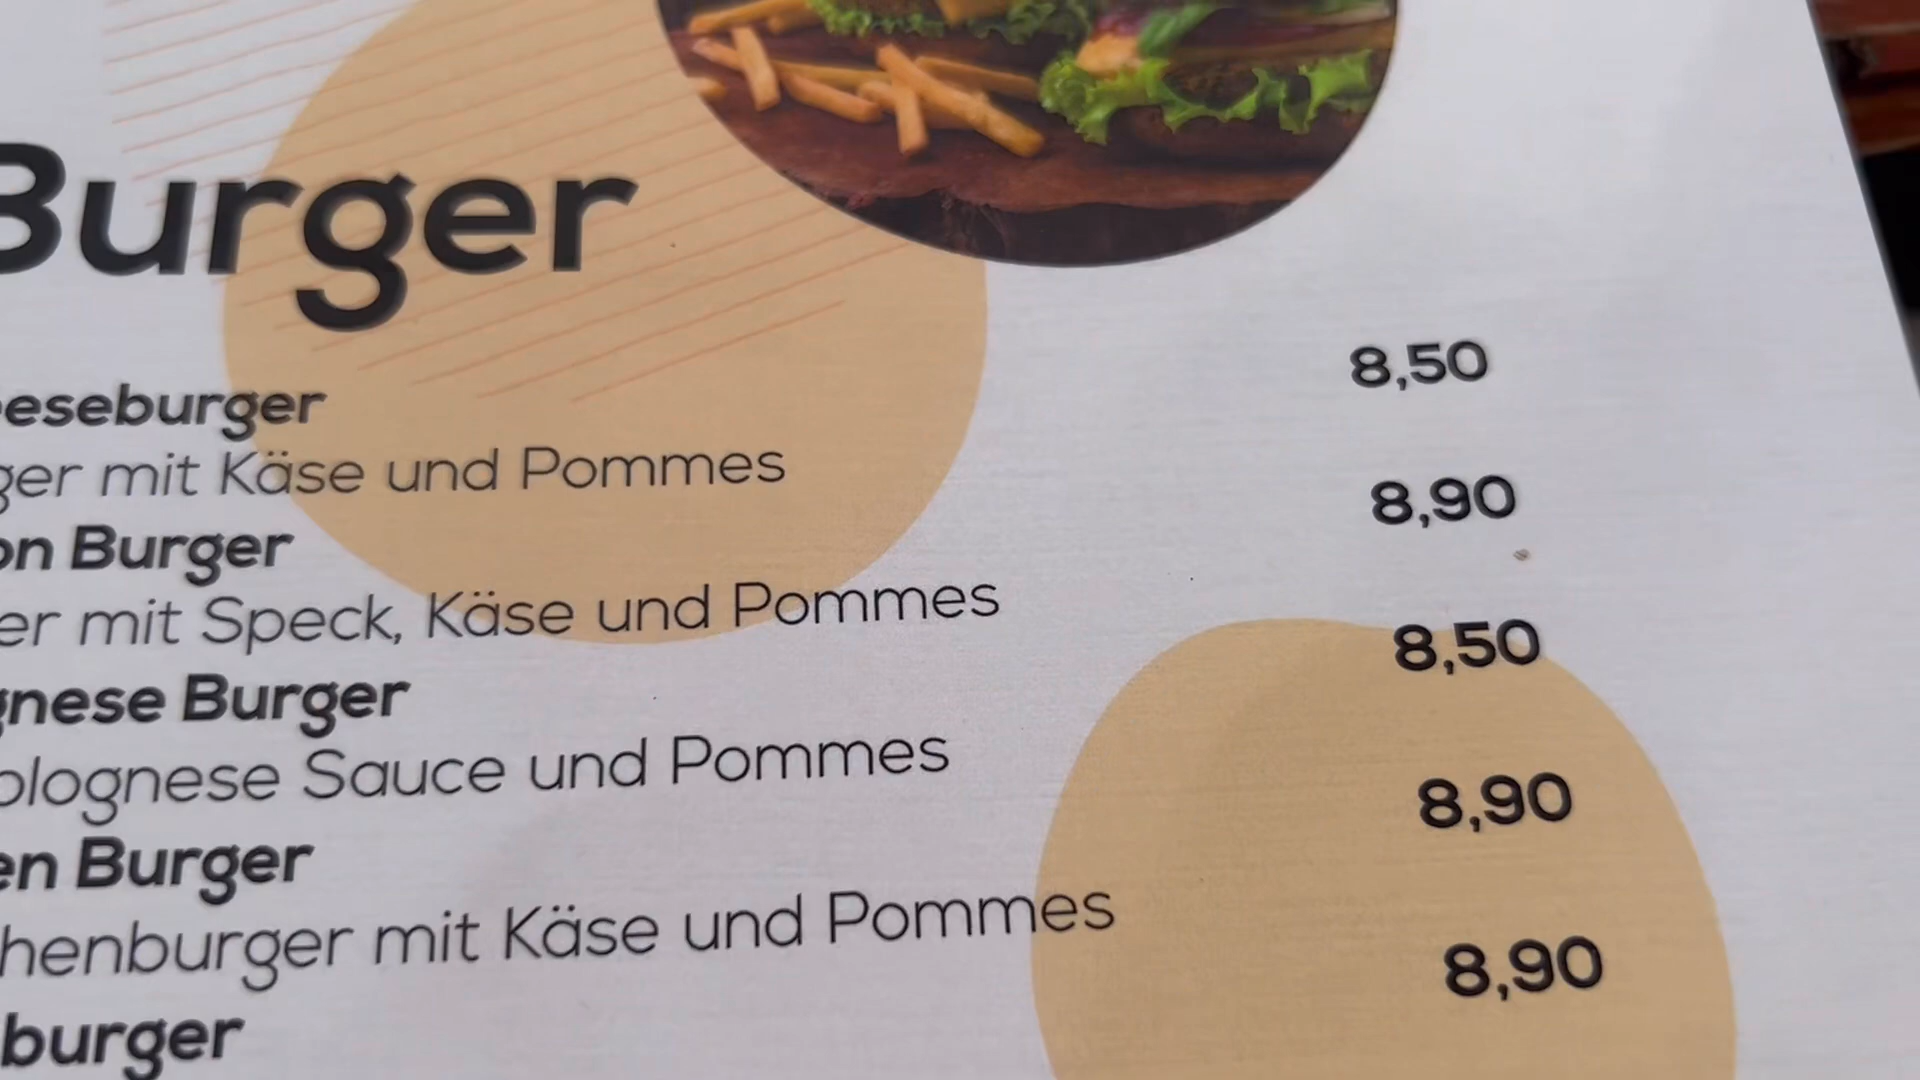 Burger
eeseburger 8,50
ger mit Käse und Pommes
on Burger 8,90
er mit Speck, Käse und Pommes
gnese Burger 8,50
olognese Sauce und Pommes
en Burger 8,90
henburger mit Käse und Pommes
burger 8,90